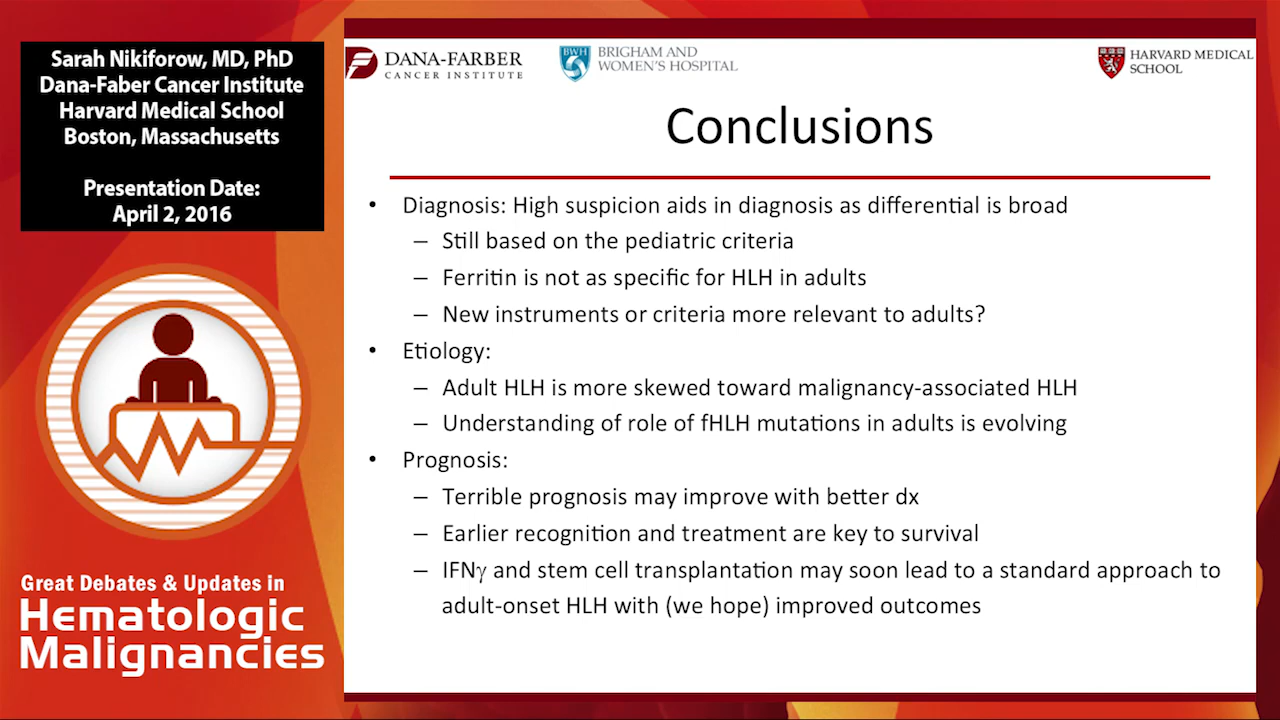 Sarah Nikiforow, MD, PhD
Dana-Faber Cancer Institute
Harvard Medical School
Boston, Massachusetts
Presentation Date:
April 2, 2016
Great Debates & Updates in
Hematologic
Malignancies
DANA-FARBER
CANCER INSTITUTE
BWH
BRIGHAM AND
WOMEN'S HOSPITAL
HARVARD MEDICAL
SCHOOL
Conclusions
• Diagnosis: High suspicion aids in diagnosis as differential is broad
– Still based on the pediatric criteria
– Ferritin is not as specific for HLH in adults
– New instruments or criteria more relevant to adults?
• Etiology:
– Adult HLH is more skewed toward malignancy-associated HLH
– Understanding of role of fHLH mutations in adults is evolving
• Prognosis:
– Terrible prognosis may improve with better dx
– Earlier recognition and treatment are key to survival
– IFNγ and stem cell transplantation may soon lead to a standard approach to
adult-onset HLH with (we hope) improved outcomes